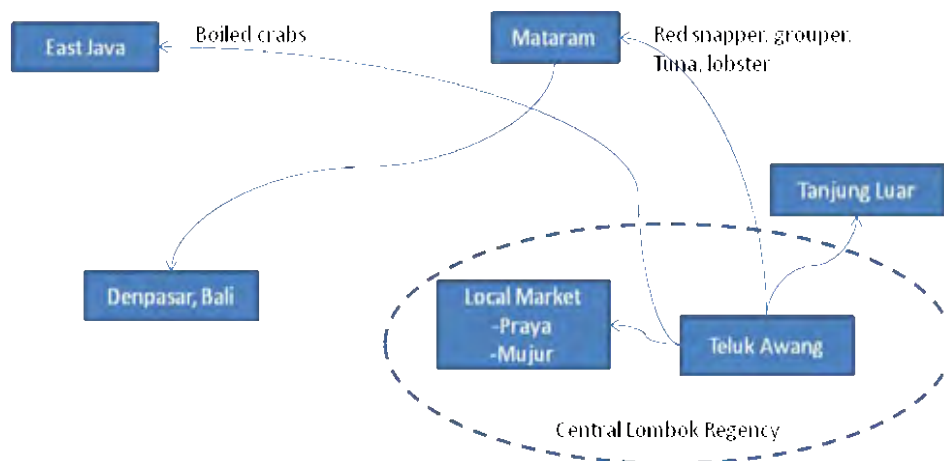 East Java
Boiled crabs
Mataram
Red snapper, grouper,
Tuna, lobster
Tanjung Luar
Denpasar, Bali
Local Market
-Praya
-Mujur
Teluk Awang
Central Lombok Regency